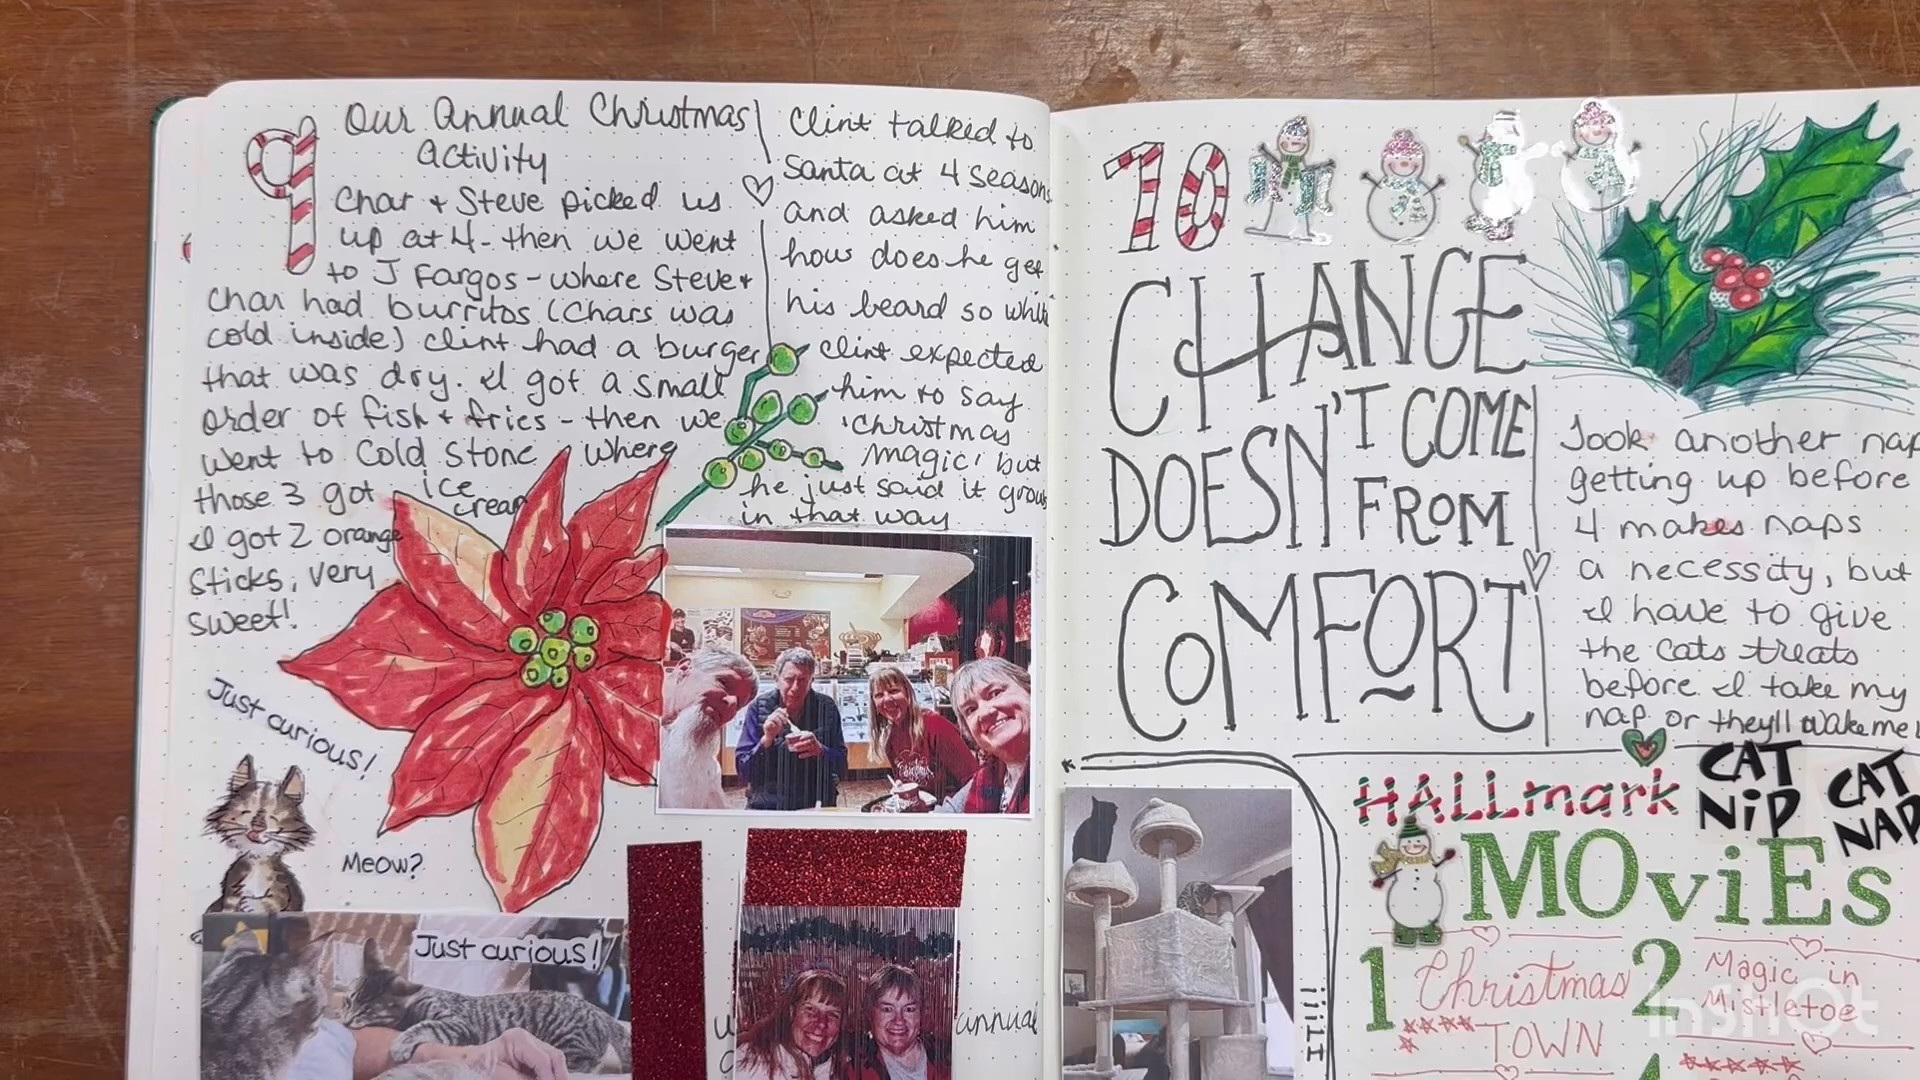 9
Our Annual Christmas
Activity
Char + Steve picked us
up at 4 - then we went
to J Fargos - where Steve +
Char had burritos (Chars was
cold inside) Clint had a burger
that was dry. I got a small
order of fish + fries - then we
went to Cold Stone, where
those 3 got ice
cream
I got 2 orange
sticks, very
sweet!
Clint talked to
Santa at 4 Seasons
and asked him
hous does he get
his beard so white
Clint expected
him to say
'Christmas
magic' but
he just said it grows
in that way
Just curious!
Meow?
Just curious!
annual
10
CHANGE
DOESN'T COME
FROM
COMFORT
Took another nap
getting up before
4 makes naps
a necessity, but
I have to give
the cats treats
before I take my
nap or they'll wake me
HALLmark
MOviEs
CAT
NiP
CAT
NAP
1 Christmas
TOWN
2 Magic in
Mistletoe
4
InShot